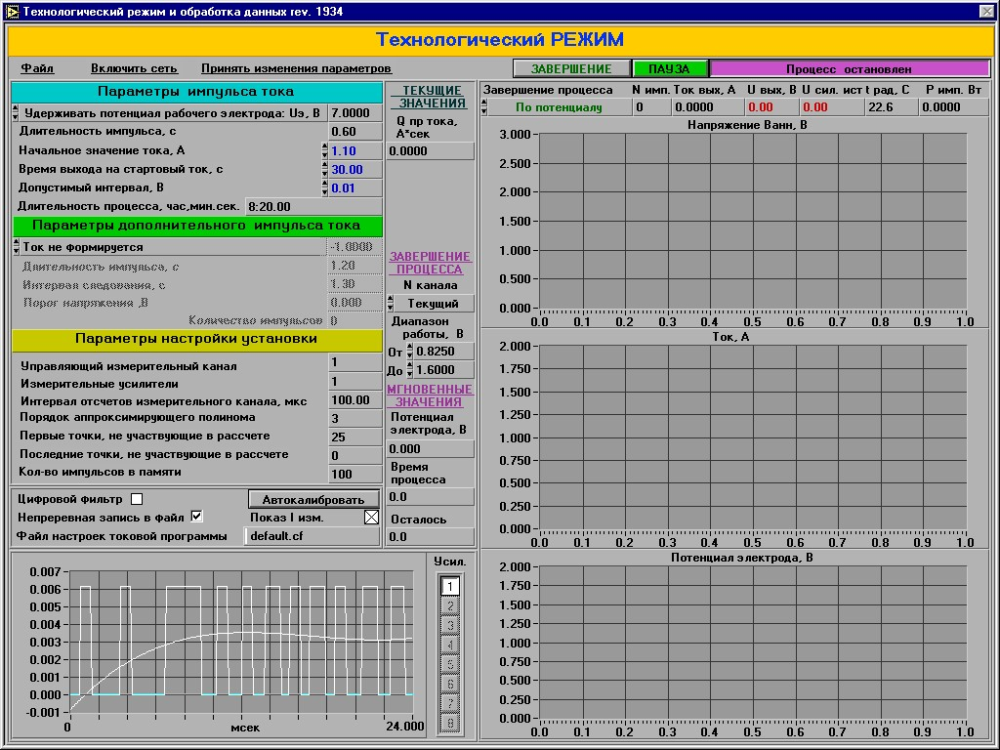 Технологический режим и обработка данных rev. 1934
Технологический РЕЖИМ
Файл Включить сеть Принять изменения параметров
ЗАВЕРШЕНИЕ ПАУЗА Процесс остановлен
Параметры импульса тока
Удерживать потенциал рабочего электрода: Uэ, В 7.0000
Длительность импульса, с 0.60
Начальное значение тока, А 1.10
Время выхода на стартовый ток, с 30.00
Допустимый интервал, В 0.01
Длительность процесса, час,мин.сек. 8:20.00
Параметры дополнительного импульса тока
Ток не формируется -1.0000
Длительность импульса, с 1.20
Интервал следования, с 1.30
Порог напряжения ,В 0.000
Количество импульсов 0
Параметры настройки установки
Управляющий измерительный канал 1
Измерительные усилители 1
Интервал отсчетов измерительного канала, мкс 100.00
Порядок аппроксимирующего полинома 3
Первые точки, не участвующие в рассчете 25
Последние точки, не участвующие в рассчете 0
Кол-во импульсов в памяти 100
Цифровой фильтр Автокалибровать
Непреревная запись в файл Показ I изм.
Файл настроек токовой программы default.cf
ТЕКУЩИЕ
ЗНАЧЕНИЯ
Q пр тока,
А*сек
0.0000
ЗАВЕРШЕНИЕ
ПРОЦЕССА
N канала
Текущий
Диапазон
работы, В
От 0.8250
До 1.6000
МГНОВЕННЫЕ
ЗНАЧЕНИЯ
Потенциал
электрода, В
0.000
Время
процесса
0.0
Осталось
0.0
0.007
0.006
0.005
0.004
0.003
0.002
0.001
0.000
-0.001
0 мсек 24.000
Усил.
1
2
3
4
5
6
7
8
Завершение процесса N имп. Ток вых, А U вых, В U сил. ист t рад, С P имп. Вт
По потенциалу 0 0.0000 0.00 0.00 22.6 0.0000
Напряжение Ванн, В
3.000
2.500
2.000
1.500
1.000
0.500
0.000
0.0 0.1 0.2 0.3 0.4 0.5 0.6 0.7 0.8 0.9 1.0
Ток, А
2.000
1.750
1.500
1.250
1.000
0.750
0.500
0.250
0.000
0.0 0.1 0.2 0.3 0.4 0.5 0.6 0.7 0.8 0.9 1.0
Потенциал электрода, В
2.000
1.750
1.500
1.250
1.000
0.750
0.500
0.250
0.000
0.0 0.1 0.2 0.3 0.4 0.5 0.6 0.7 0.8 0.9 1.0